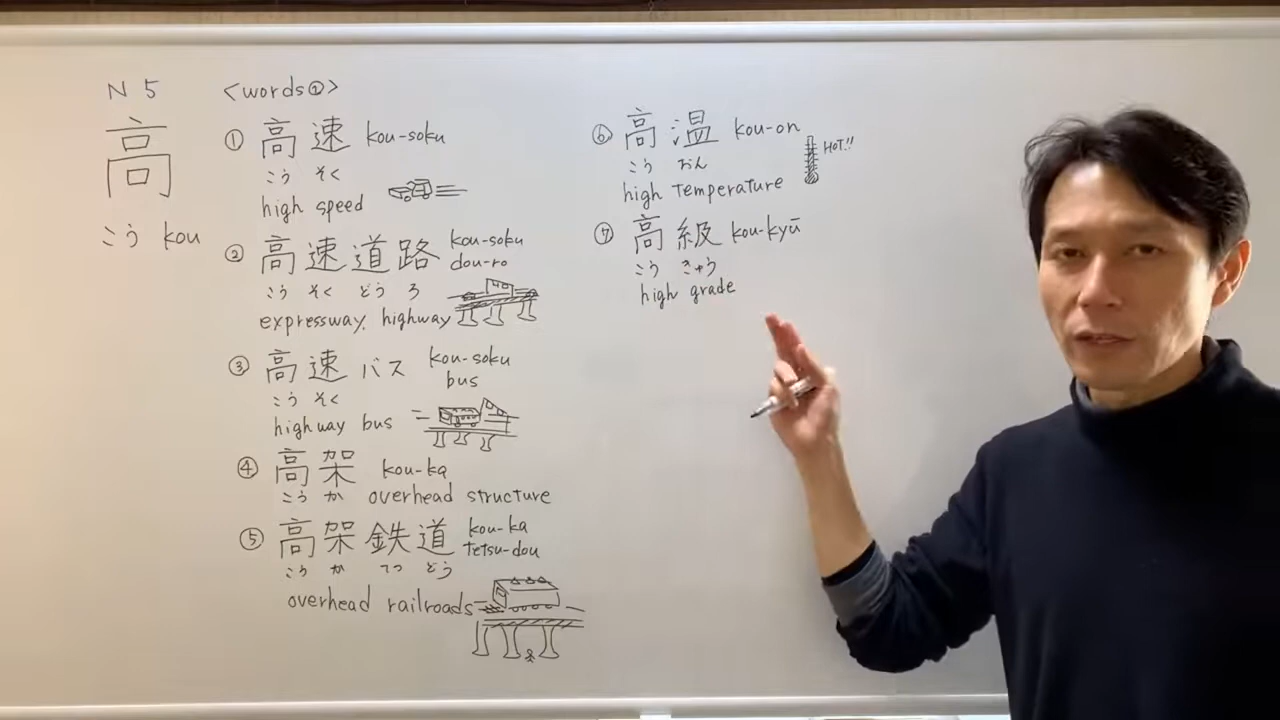 N5 <words①>
高
こう kou
① 高速 kou-soku
こう そく
high speed
② 高速道路 kou-soku
dou-ro
こう そく どう ろ
expressway, highway
③ 高速バス kou-soku
bus
こう そく
highway bus
④ 高架 kou-ka
こう か overhead structure
⑤ 高架鉄道 kou-ka
tetsu-dou
こう か てつ どう
overhead railroads
⑥ 高温 kou-on
こう おん
HOT!!
high temperature
⑦ 高級 kou-kyū
こう きゅう
high grade